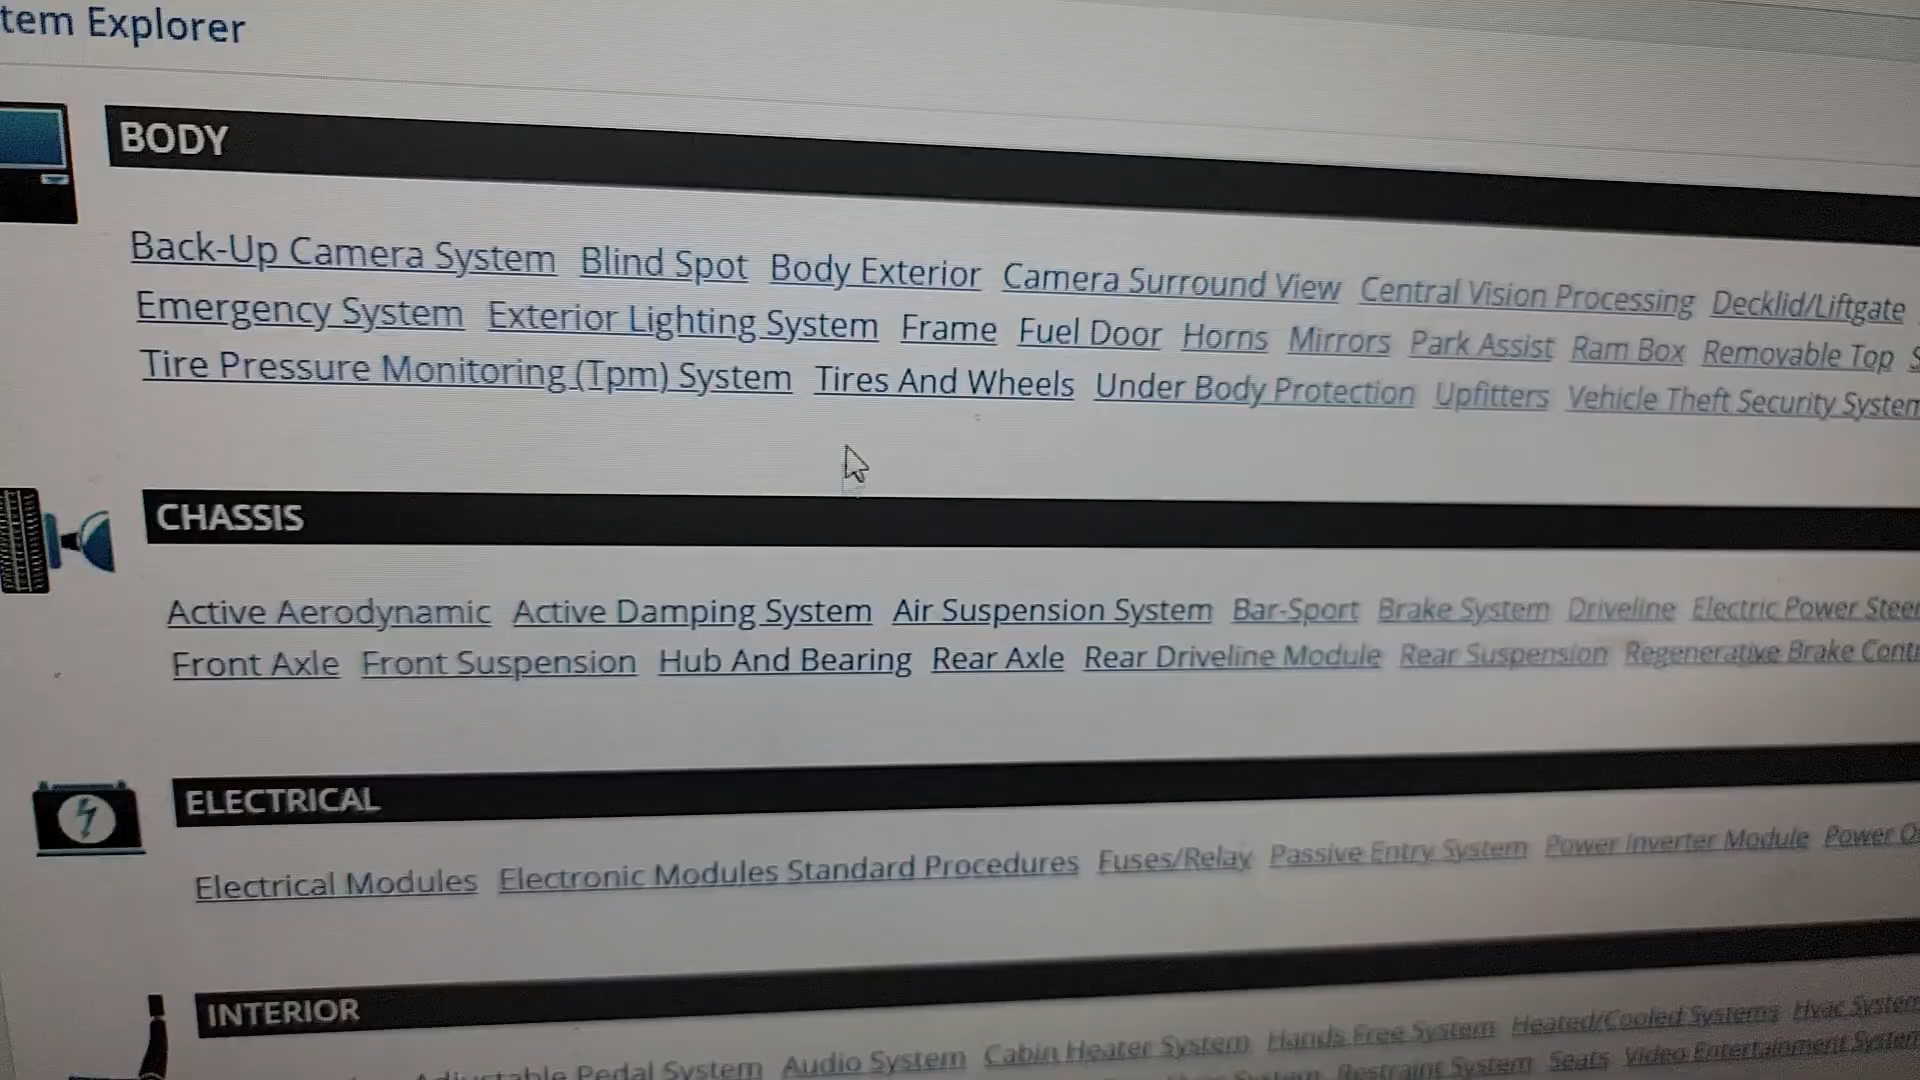 tem Explorer
BODY
Back-Up Camera System Blind Spot Body Exterior Camera Surround View Central Vision Processing Decklid/Liftgate
Emergency System Exterior Lighting System Frame Fuel Door Horns Mirrors Park Assist Ram Box Removable Top S
Tire Pressure Monitoring (Tpm) System Tires And Wheels Under Body Protection Upfitters Vehicle Theft Security System
CHASSIS
Active Aerodynamic Active Damping System Air Suspension System Bar-Sport Brake System Driveline Electric Power Steer
Front Axle Front Suspension Hub And Bearing Rear Axle Rear Driveline Module Rear Suspension Regenerative Brake Contr
ELECTRICAL
Electrical Modules Electronic Modules Standard Procedures Fuses/Relay Passive Entry System Power Inverter Module Power O
INTERIOR
Adjustable Pedal System Audio System Cabin Heater System Hands Free System Heated/Cooled Systems Hvac System
System Restraint System Seats Video Entertainment System